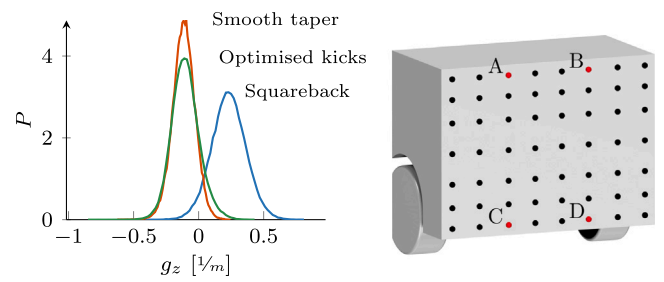 Smooth taper
Optimised kicks
Squareback
P
4
2
0
−1
−0.5
0
0.5
g_z [1/m]
A
B
C
D